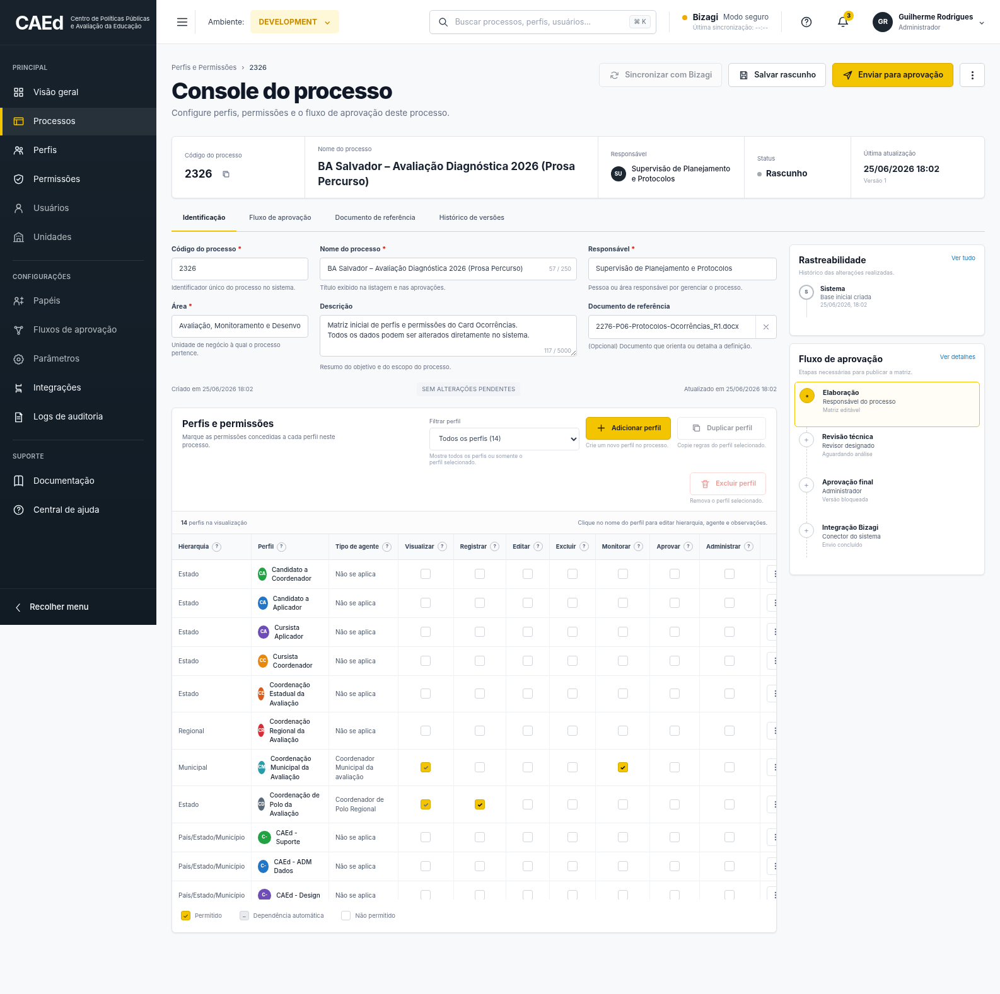 CAEd
Centro de Políticas Públicas
e Avaliação da Educação
Ambiente:
DEVELOPMENT
Buscar processos, perfis, usuários...
⌘ K
Bizagi Modo seguro
Última sincronização: --:--
3
GR
Guilherme Rodrigues
Administrador
PRINCIPAL
Visão geral
Processos
Perfis
Permissões
Usuários
Unidades
CONFIGURAÇÕES
Papéis
Fluxos de aprovação
Parâmetros
Integrações
Logs de auditoria
SUPORTE
Documentação
Central de ajuda
Recolher menu
Perfis e Permissões › 2326
Console do processo
Configure perfis, permissões e o fluxo de aprovação deste processo.
Sincronizar com Bizagi
Salvar rascunho
Enviar para aprovação
Código do processo
2326
Nome do processo
BA Salvador – Avaliação Diagnóstica 2026 (Prosa
Percurso)
Responsável
SU
Supervisão de Planejamento
e Protocolos
Status
Rascunho
Última atualização
25/06/2026 18:02
Versão 1
Identificação
Fluxo de aprovação
Documento de referência
Histórico de versões
Código do processo *
2326
Identificador único do processo no sistema.
Nome do processo *
BA Salvador – Avaliação Diagnóstica 2026 (Prosa Percurso)
57 / 250
Título exibido na listagem e nas aprovações.
Responsável *
Supervisão de Planejamento e Protocolos
Pessoa ou área responsável por gerenciar o processo.
Área *
Avaliação, Monitoramento e Desenvo
Unidade de negócio à qual o processo
pertence.
Descrição
Matriz inicial de perfis e permissões do Card Ocorrências.
Todos os dados podem ser alterados diretamente no sistema.
117 / 5000
Resumo do objetivo e do escopo do processo.
Documento de referência
2276-P06-Protocolos-Ocorrências_R1.docx
(Opcional) Documento que orienta ou detalha a definição.
Criado em 25/06/2026 18:02
SEM ALTERAÇÕES PENDENTES
Atualizado em 25/06/2026 18:02
Rastreabilidade
Ver tudo
Histórico das alterações realizadas.
S
Sistema
Base inicial criada
25/06/2026, 18:02
Fluxo de aprovação
Ver detalhes
Etapas necessárias para publicar a matriz.
Elaboração
Responsável do processo
Matriz editável
Revisão técnica
Revisor designado
Aguardando análise
Aprovação final
Administrador
Versão bloqueada
Integração Bizagi
Conector do sistema
Envio concluído
Perfis e permissões
Marque as permissões concedidas a cada perfil neste
processo.
Filtrar perfil
Todos os perfis (14)
Mostre todos os perfis ou somente o
perfil selecionado.
Adicionar perfil
Crie um novo perfil no processo.
Duplicar perfil
Copie regras do perfil selecionado.
Excluir perfil
Remova o perfil selecionado.
14 perfis na visualização
Clique no nome do perfil para editar hierarquia, agente e observações.
Hierarquia ? Perfil ? Tipo de agente ? Visualizar ? Registrar ? Editar ? Excluir ? Monitorar ? Aprovar ? Administrar ?
Estado
CA
Candidato a
Coordenador
Não se aplica
Estado
CA
Candidato a
Aplicador
Não se aplica
Estado
CA
Cursista
Aplicador
Não se aplica
Estado
CC
Cursista
Coordenador
Não se aplica
Estado
CE
Coordenação
Estadual da
Avaliação
Não se aplica
Regional
CR
Coordenação
Regional da
Avaliação
Não se aplica
Municipal
CM
Coordenação
Municipal da
Avaliação
Coordenador
Municipal da
avaliação
Estado
CD
Coordenação de
Polo da
Avaliação
Coordenador de
Polo Regional
País/Estado/Município
C-
CAEd -
Suporte
Não se aplica
País/Estado/Município
C-
CAEd - ADM
Dados
Não se aplica
País/Estado/Município
C-
CAEd - Design
Não se aplica
Permitido
Dependência automática
Não permitido